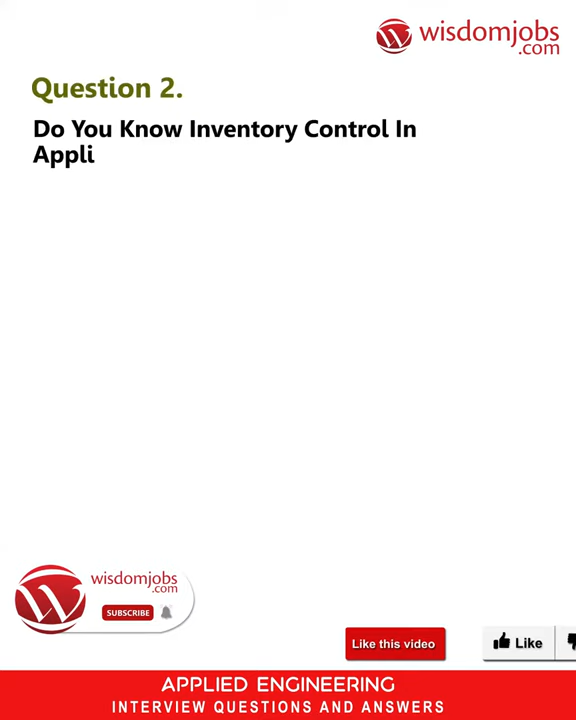 wisdomjobs
.com
Question 2.
Do You Know Inventory Control In
Appli
wisdomjobs
.com
SUBSCRIBE
Like this video
Like
APPLIED ENGINEERING
INTERVIEW QUESTIONS AND ANSWERS